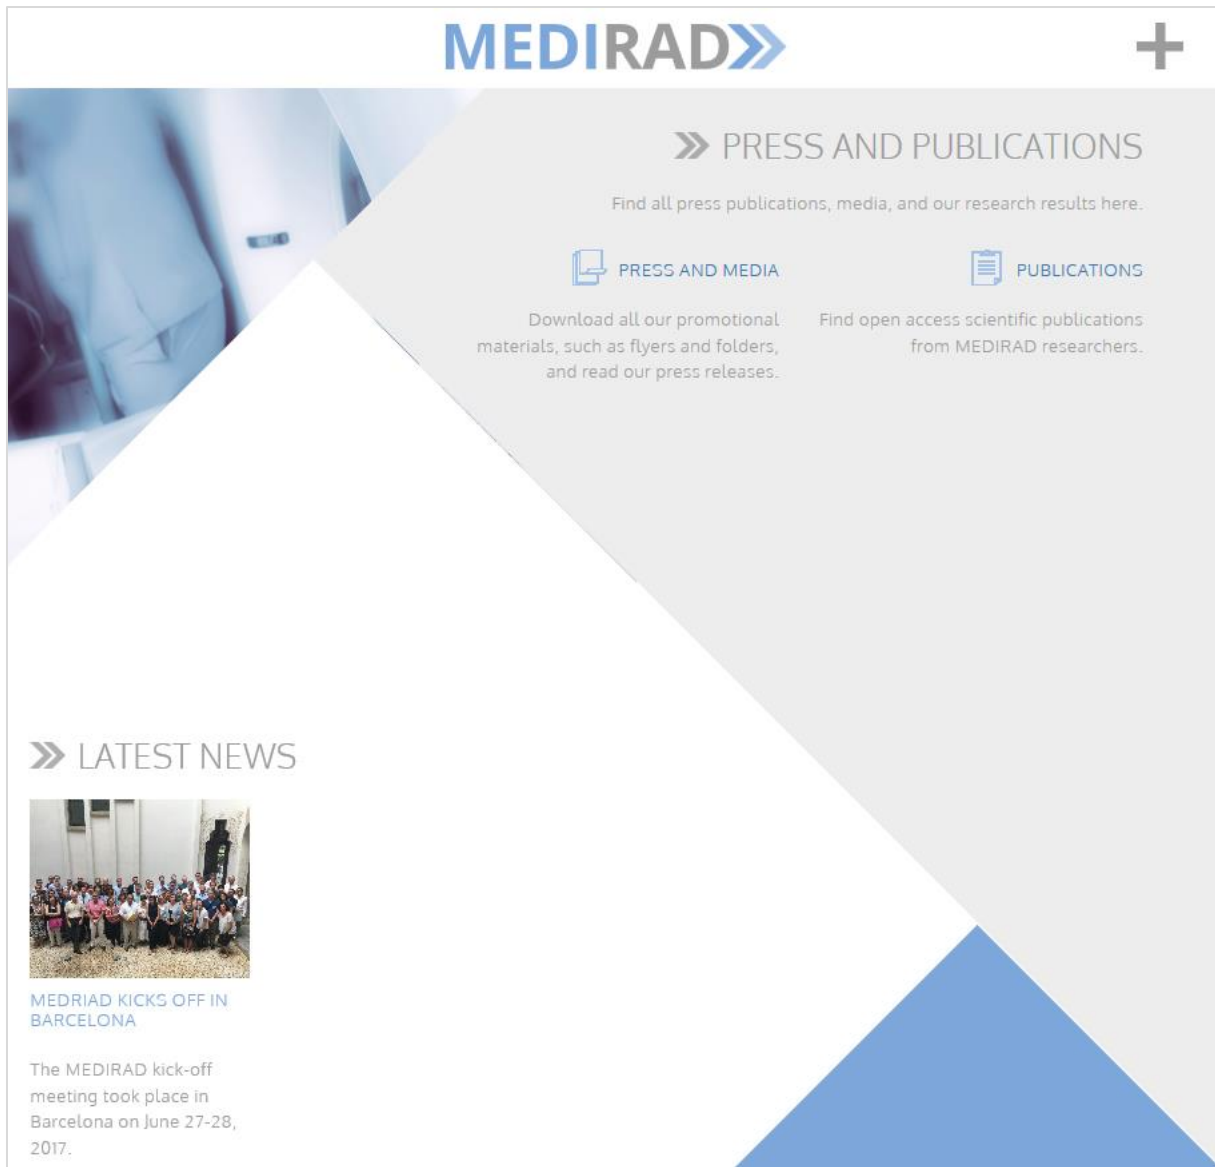 MEDIRAD
PRESS AND PUBLICATIONS
Find all press publications, media, and our research results here.
PRESS AND MEDIA
Download all our promotional
materials, such as flyers and folders,
and read our press releases.
PUBLICATIONS
Find open access scientific publications
from MEDIRAD researchers.
LATEST NEWS
MEDRIAD KICKS OFF IN
BARCELONA
The MEDIRAD kick-off
meeting took place in
Barcelona on June 27-28,
2017.